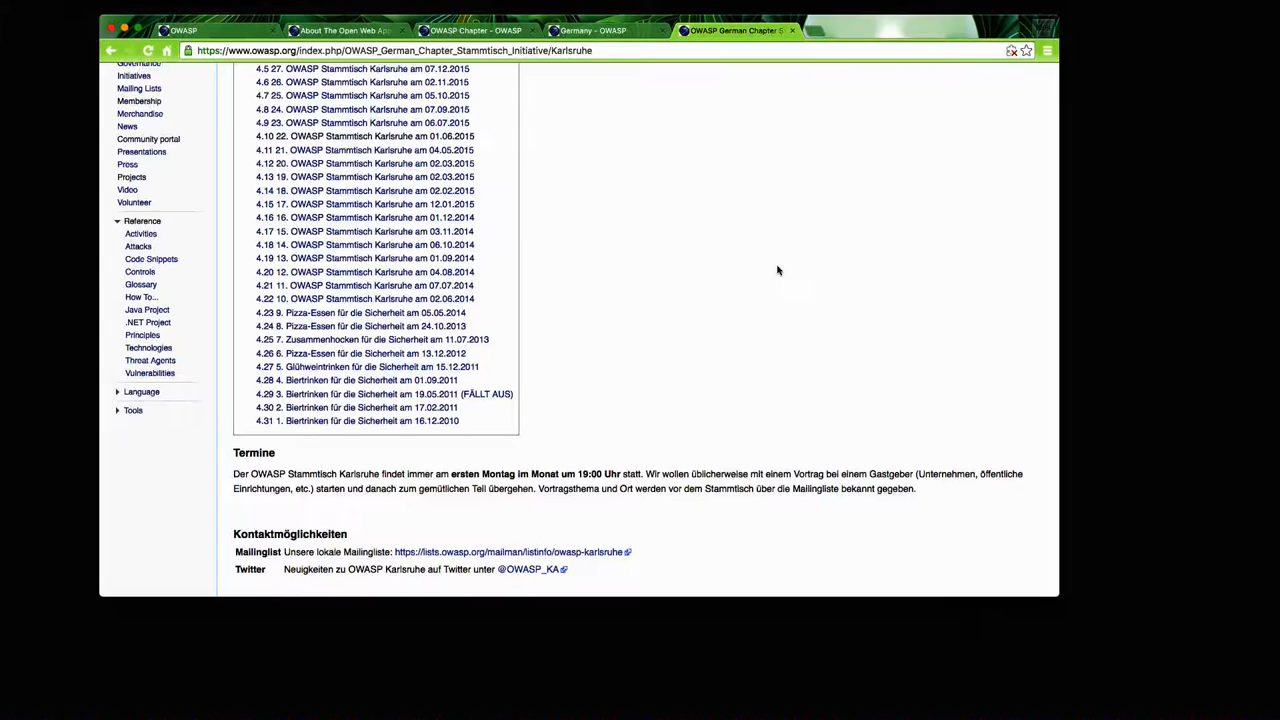 OWASP
About The Open Web App
OWASP Chapter - OWASP
Germany - OWASP
OWASP German Chapter S
https://www.owasp.org/index.php/OWASP_German_Chapter_Stammtisch_Initiative/Karlsruhe
Governance
Initiatives
Mailing Lists
Membership
Merchandise
News
Community portal
Presentations
Press
Projects
Video
Volunteer
Reference
Activities
Attacks
Code Snippets
Controls
Glossary
How To...
Java Project
.NET Project
Principles
Technologies
Threat Agents
Vulnerabilities
Language
Tools
4.5 27. OWASP Stammtisch Karlsruhe am 07.12.2015
4.6 26. OWASP Stammtisch Karlsruhe am 02.11.2015
4.7 25. OWASP Stammtisch Karlsruhe am 05.10.2015
4.8 24. OWASP Stammtisch Karlsruhe am 07.09.2015
4.9 23. OWASP Stammtisch Karlsruhe am 06.07.2015
4.10 22. OWASP Stammtisch Karlsruhe am 01.06.2015
4.11 21. OWASP Stammtisch Karlsruhe am 04.05.2015
4.12 20. OWASP Stammtisch Karlsruhe am 02.03.2015
4.13 19. OWASP Stammtisch Karlsruhe am 02.03.2015
4.14 18. OWASP Stammtisch Karlsruhe am 02.02.2015
4.15 17. OWASP Stammtisch Karlsruhe am 12.01.2015
4.16 16. OWASP Stammtisch Karlsruhe am 01.12.2014
4.17 15. OWASP Stammtisch Karlsruhe am 03.11.2014
4.18 14. OWASP Stammtisch Karlsruhe am 06.10.2014
4.19 13. OWASP Stammtisch Karlsruhe am 01.09.2014
4.20 12. OWASP Stammtisch Karlsruhe am 04.08.2014
4.21 11. OWASP Stammtisch Karlsruhe am 07.07.2014
4.22 10. OWASP Stammtisch Karlsruhe am 02.06.2014
4.23 9. Pizza-Essen für die Sicherheit am 05.05.2014
4.24 8. Pizza-Essen für die Sicherheit am 24.10.2013
4.25 7. Zusammenhocken für die Sicherheit am 11.07.2013
4.26 6. Pizza-Essen für die Sicherheit am 13.12.2012
4.27 5. Glühweintrinken für die Sicherheit am 15.12.2011
4.28 4. Biertrinken für die Sicherheit am 01.09.2011
4.29 3. Biertrinken für die Sicherheit am 19.05.2011 (FÄLLT AUS)
4.30 2. Biertrinken für die Sicherheit am 17.02.2011
4.31 1. Biertrinken für die Sicherheit am 16.12.2010
Termine
Der OWASP Stammtisch Karlsruhe findet immer am ersten Montag im Monat um 19:00 Uhr statt. Wir wollen üblicherweise mit einem Vortrag bei einem Gastgeber (Unternehmen, öffentliche
Einrichtungen, etc.) starten und danach zum gemütlichen Teil übergehen. Vortragsthema und Ort werden vor dem Stammtisch über die Mailingliste bekannt gegeben.
Kontaktmöglichkeiten
Mailinglist Unsere lokale Mailingliste: https://lists.owasp.org/mailman/listinfo/owasp-karlsruhe
Twitter Neuigkeiten zu OWASP Karlsruhe auf Twitter unter @OWASP_KA